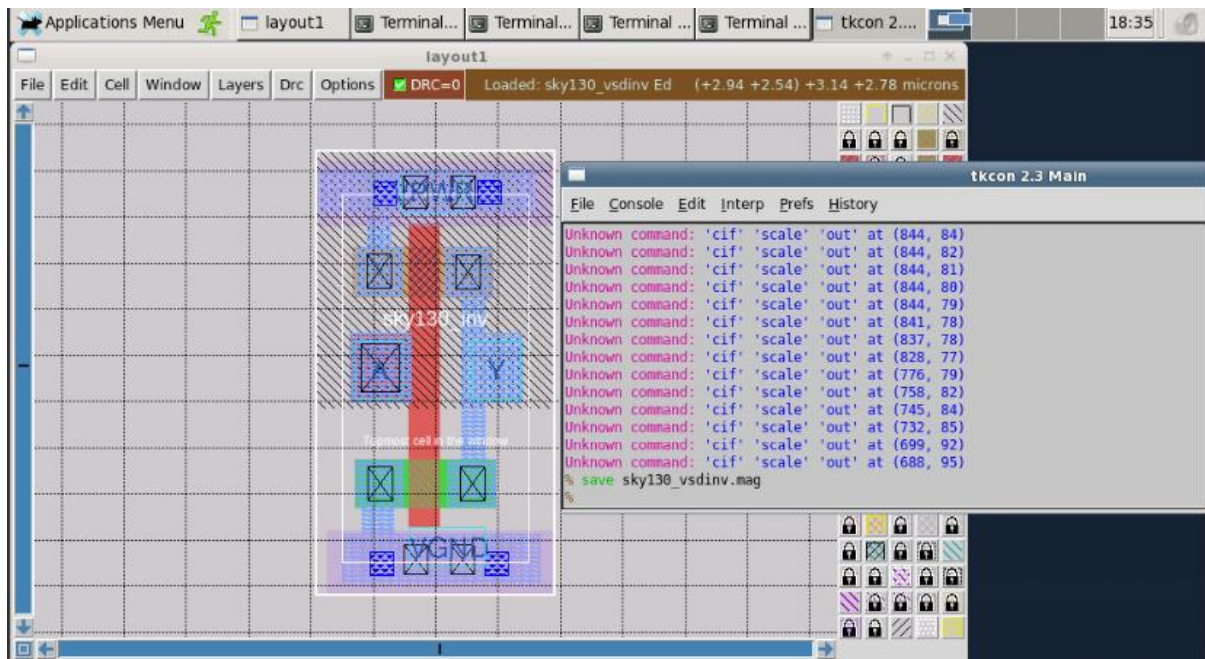 Applications Menu layout1 Terminal... Terminal... Terminal ... Terminal ... tkcon 2.... 18:35
layout1
File Edit Cell Window Layers Drc Options DRC=0 Loaded: sky130_vsdinv Ed (+2.94 +2.54) +3.14 +2.78 microns
tkcon 2.3 Main
File Console Edit Interp Prefs History
Unknown command: 'cif' 'scale' 'out' at (844, 84)
Unknown command: 'cif' 'scale' 'out' at (844, 82)
Unknown command: 'cif' 'scale' 'out' at (844, 81)
Unknown command: 'cif' 'scale' 'out' at (844, 80)
Unknown command: 'cif' 'scale' 'out' at (844, 79)
Unknown command: 'cif' 'scale' 'out' at (841, 78)
Unknown command: 'cif' 'scale' 'out' at (837, 78)
Unknown command: 'cif' 'scale' 'out' at (828, 77)
Unknown command: 'cif' 'scale' 'out' at (776, 79)
Unknown command: 'cif' 'scale' 'out' at (758, 82)
Unknown command: 'cif' 'scale' 'out' at (745, 84)
Unknown command: 'cif' 'scale' 'out' at (732, 85)
Unknown command: 'cif' 'scale' 'out' at (699, 92)
Unknown command: 'cif' 'scale' 'out' at (688, 95)
% save sky130_vsdinv.mag
%
sky130_inv
A Y
Topmost cell in the window
VGND